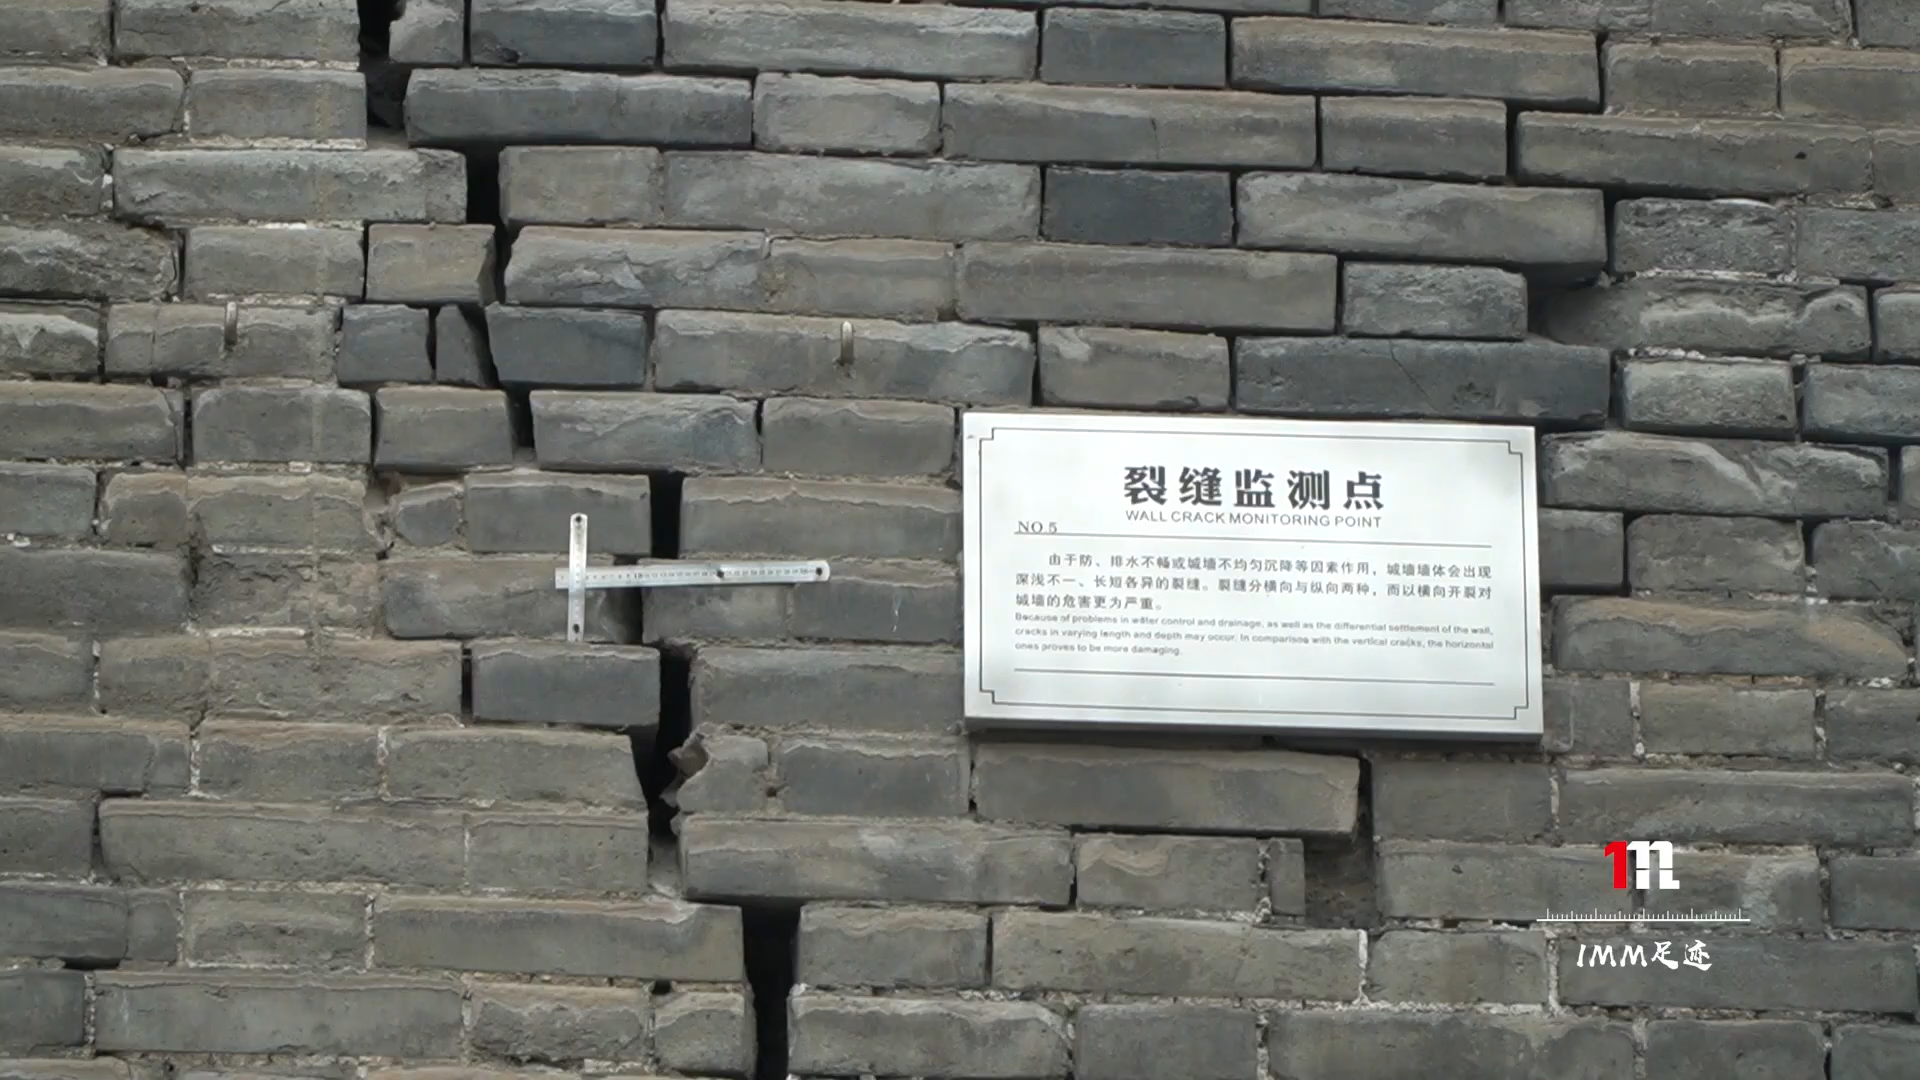 裂缝监测点
WALL CRACK MONITORING POINT
NO.5
由于防、排水不畅或城墙不均匀沉降等因素作用，城墙墙体会出现
深浅不一、长短各异的裂缝。裂缝分横向与纵向两种，而以横向开裂对
城墙的危害更为严重。
Because of problems in water control and drainage, as well as the differential settlement of the wall,
cracks in varying length and depth may occur. In comparison with the vertical cracks, the horizontal
ones proves to be more damaging.
1m
1MM足迹